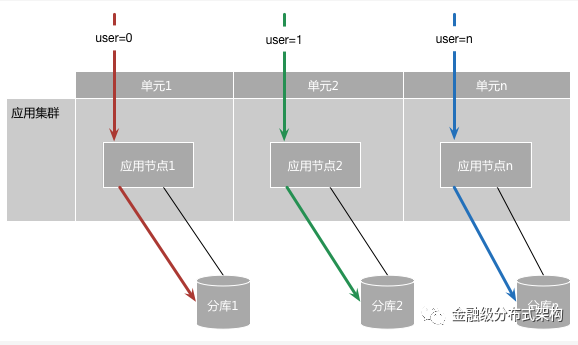 user=0
user=1
user=n
单元1
单元2
单元n
应用集群
应用节点1
应用节点2
应用节点n
分库1
分库2
分库n
金融级分布式架构